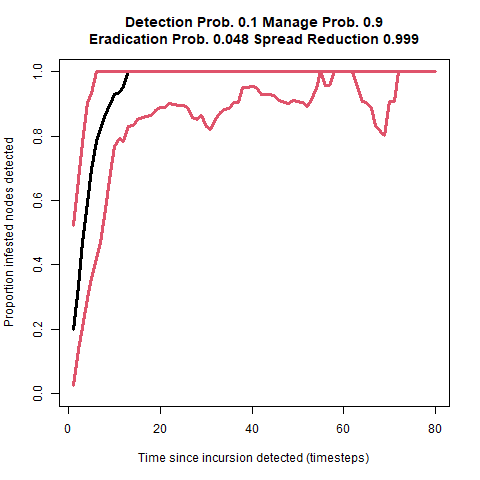 Detection Prob. 0.1 Manage Prob. 0.9
Eradication Prob. 0.048 Spread Reduction 0.999
Proportion infested nodes detected
1.0
0.8
0.6
0.4
0.2
0.0
0 20 40 60 80
Time since incursion detected (timesteps)